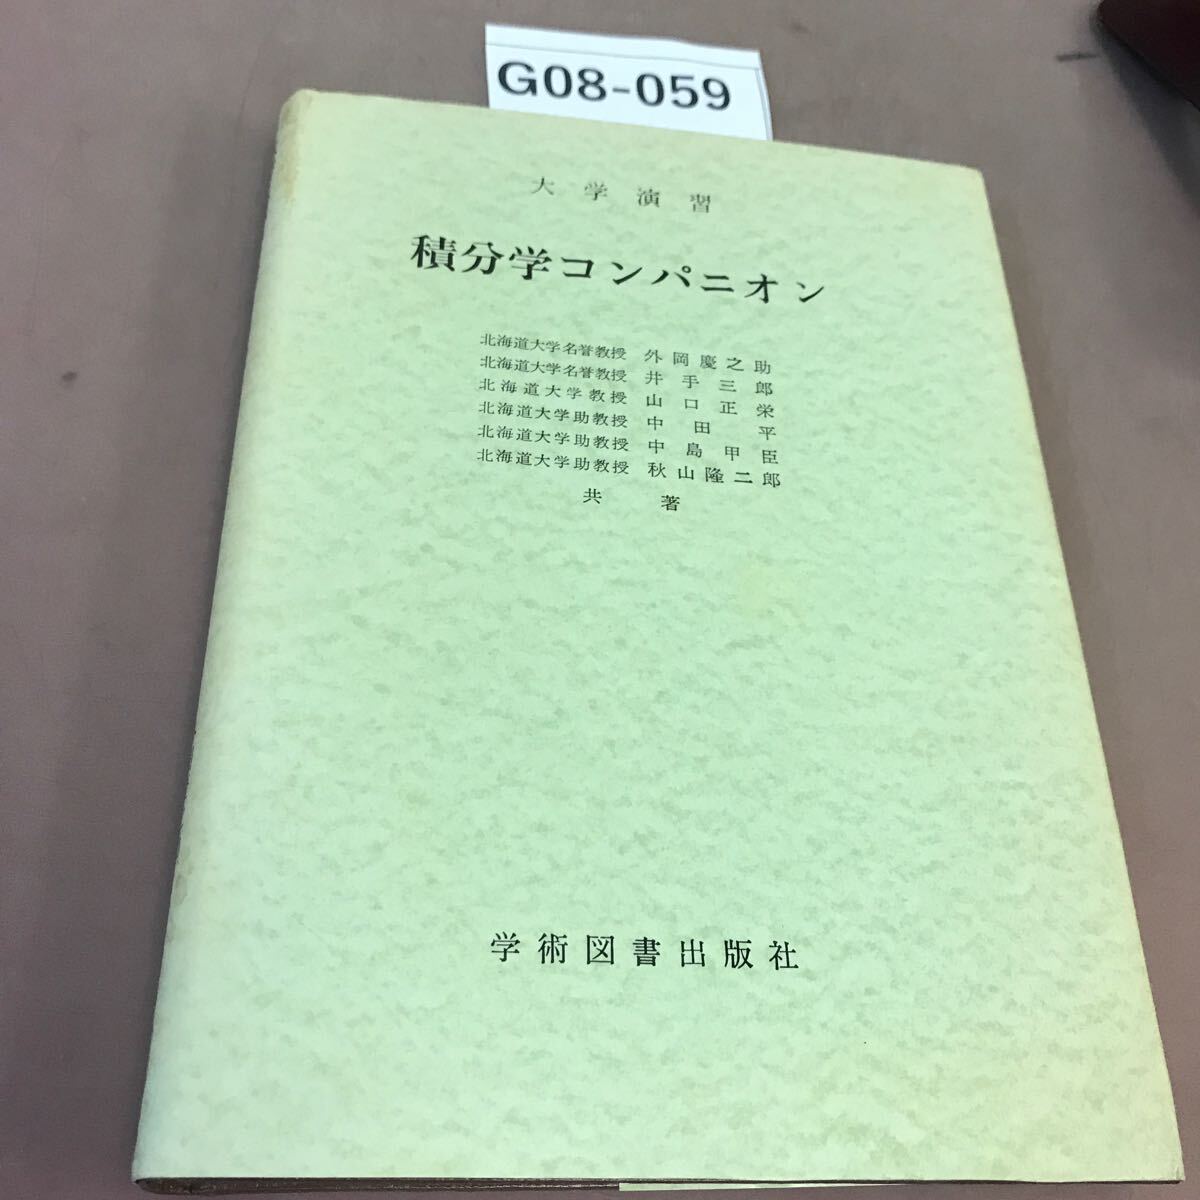 G08-059
大学演習
積分学コンパニオン
北海道大学名誉教授 外岡慶之助
北海道大学名誉教授 井手三郎
北海道大学教授 山口正栄
北海道大学助教授 中田平
北海道大学助教授 中島甲臣
北海道大学助教授 秋山隆二郎
共著
学術図書出版社